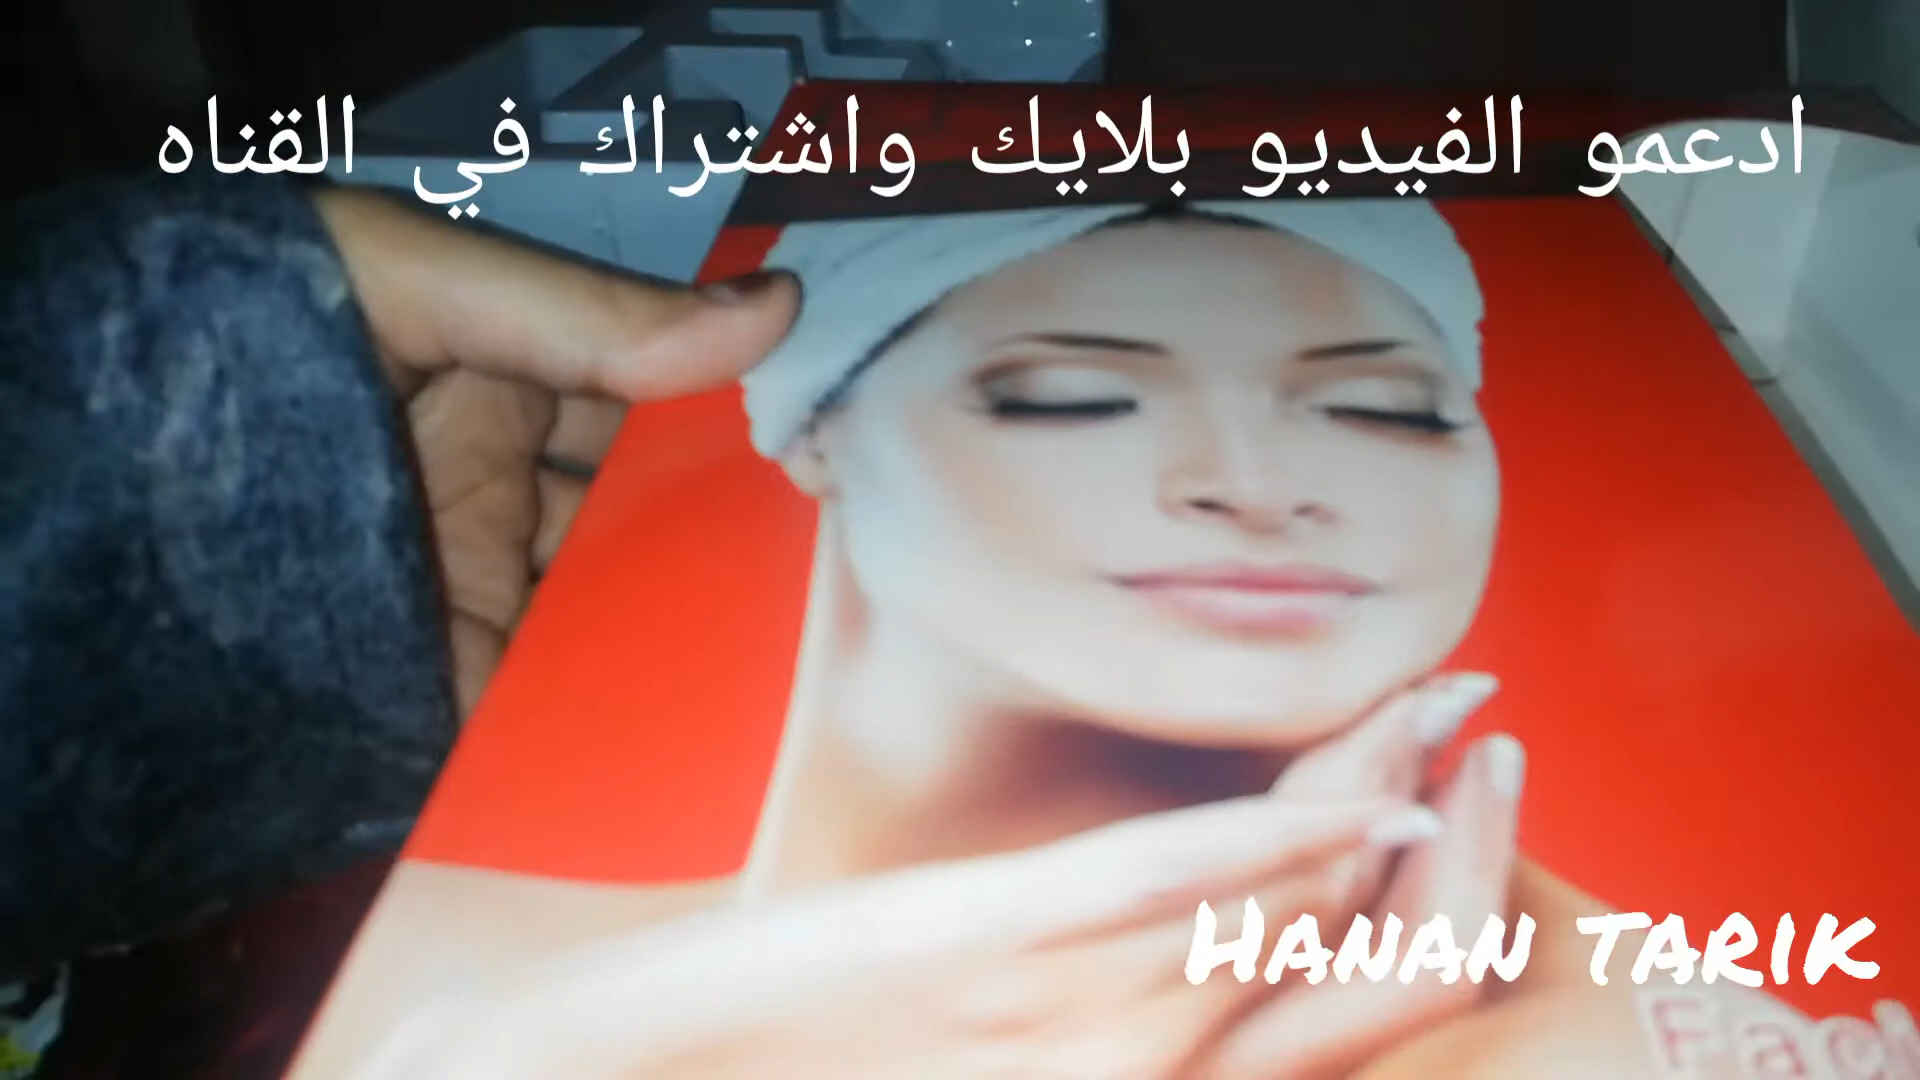 ادعمو الفيديو بلايك واشتراك في القناه
HANAN TARIK